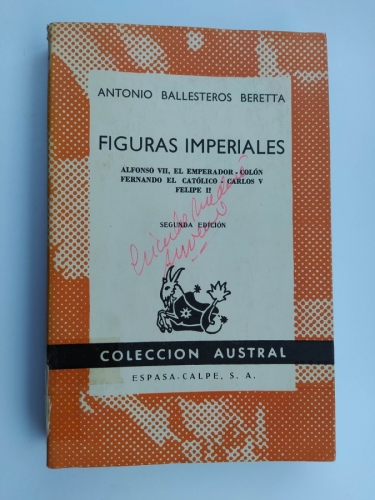 ANTONIO BALLESTEROS BERETTA
FIGURAS IMPERIALES
ALFONSO VII, EL EMPERADOR - COLÓN
FERNANDO EL CATÓLICO - CARLOS V
FELIPE II
SEGUNDA EDICIÓN
COLECCION AUSTRAL
ESPASA-CALPE, S. A.